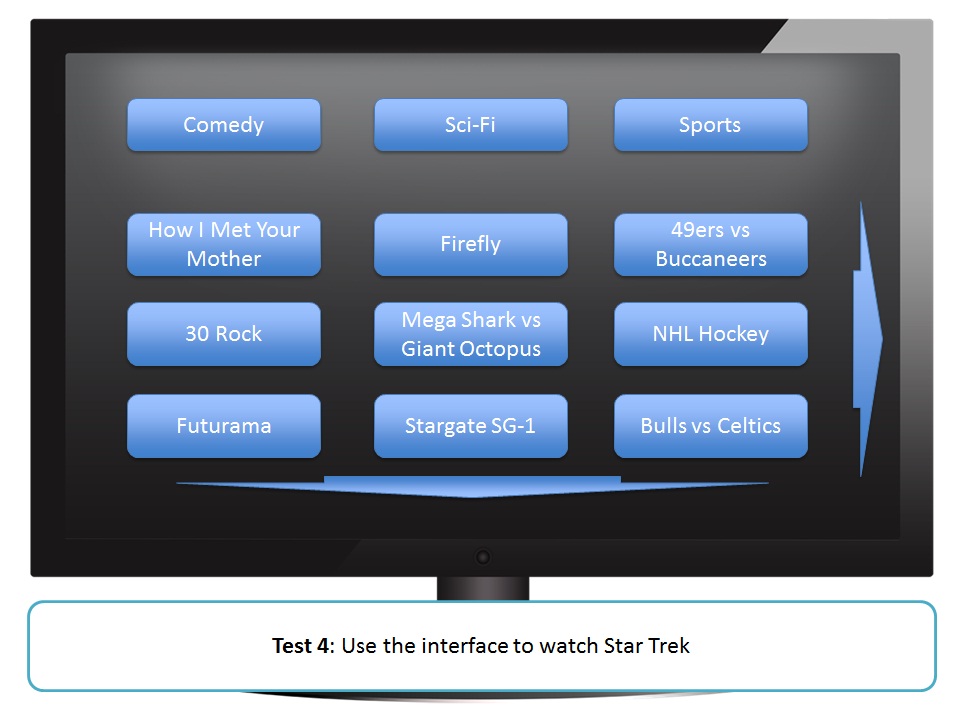 Comedy
Sci-Fi
Sports
How I Met Your
Mother
Firefly
49ers vs
Buccaneers
30 Rock
Mega Shark vs
Giant Octopus
NHL Hockey
Futurama
Stargate SG-1
Bulls vs Celtics
Test 4: Use the interface to watch Star Trek